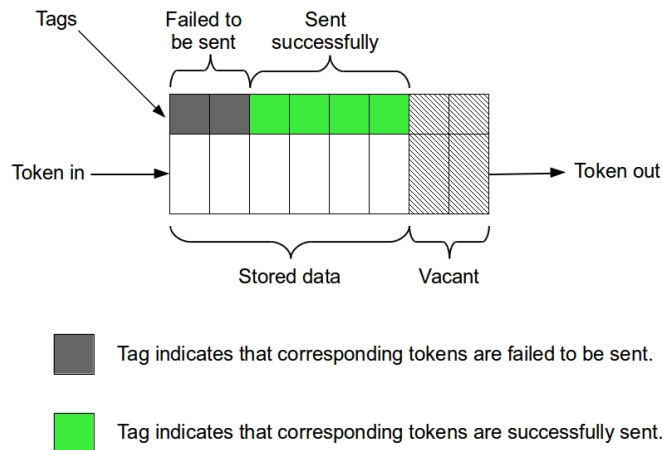 Tags
Failed to
be sent
Sent
successfully
Token in
Token out
Stored data
Vacant
Tag indicates that corresponding tokens are failed to be sent.
Tag indicates that corresponding tokens are successfully sent.